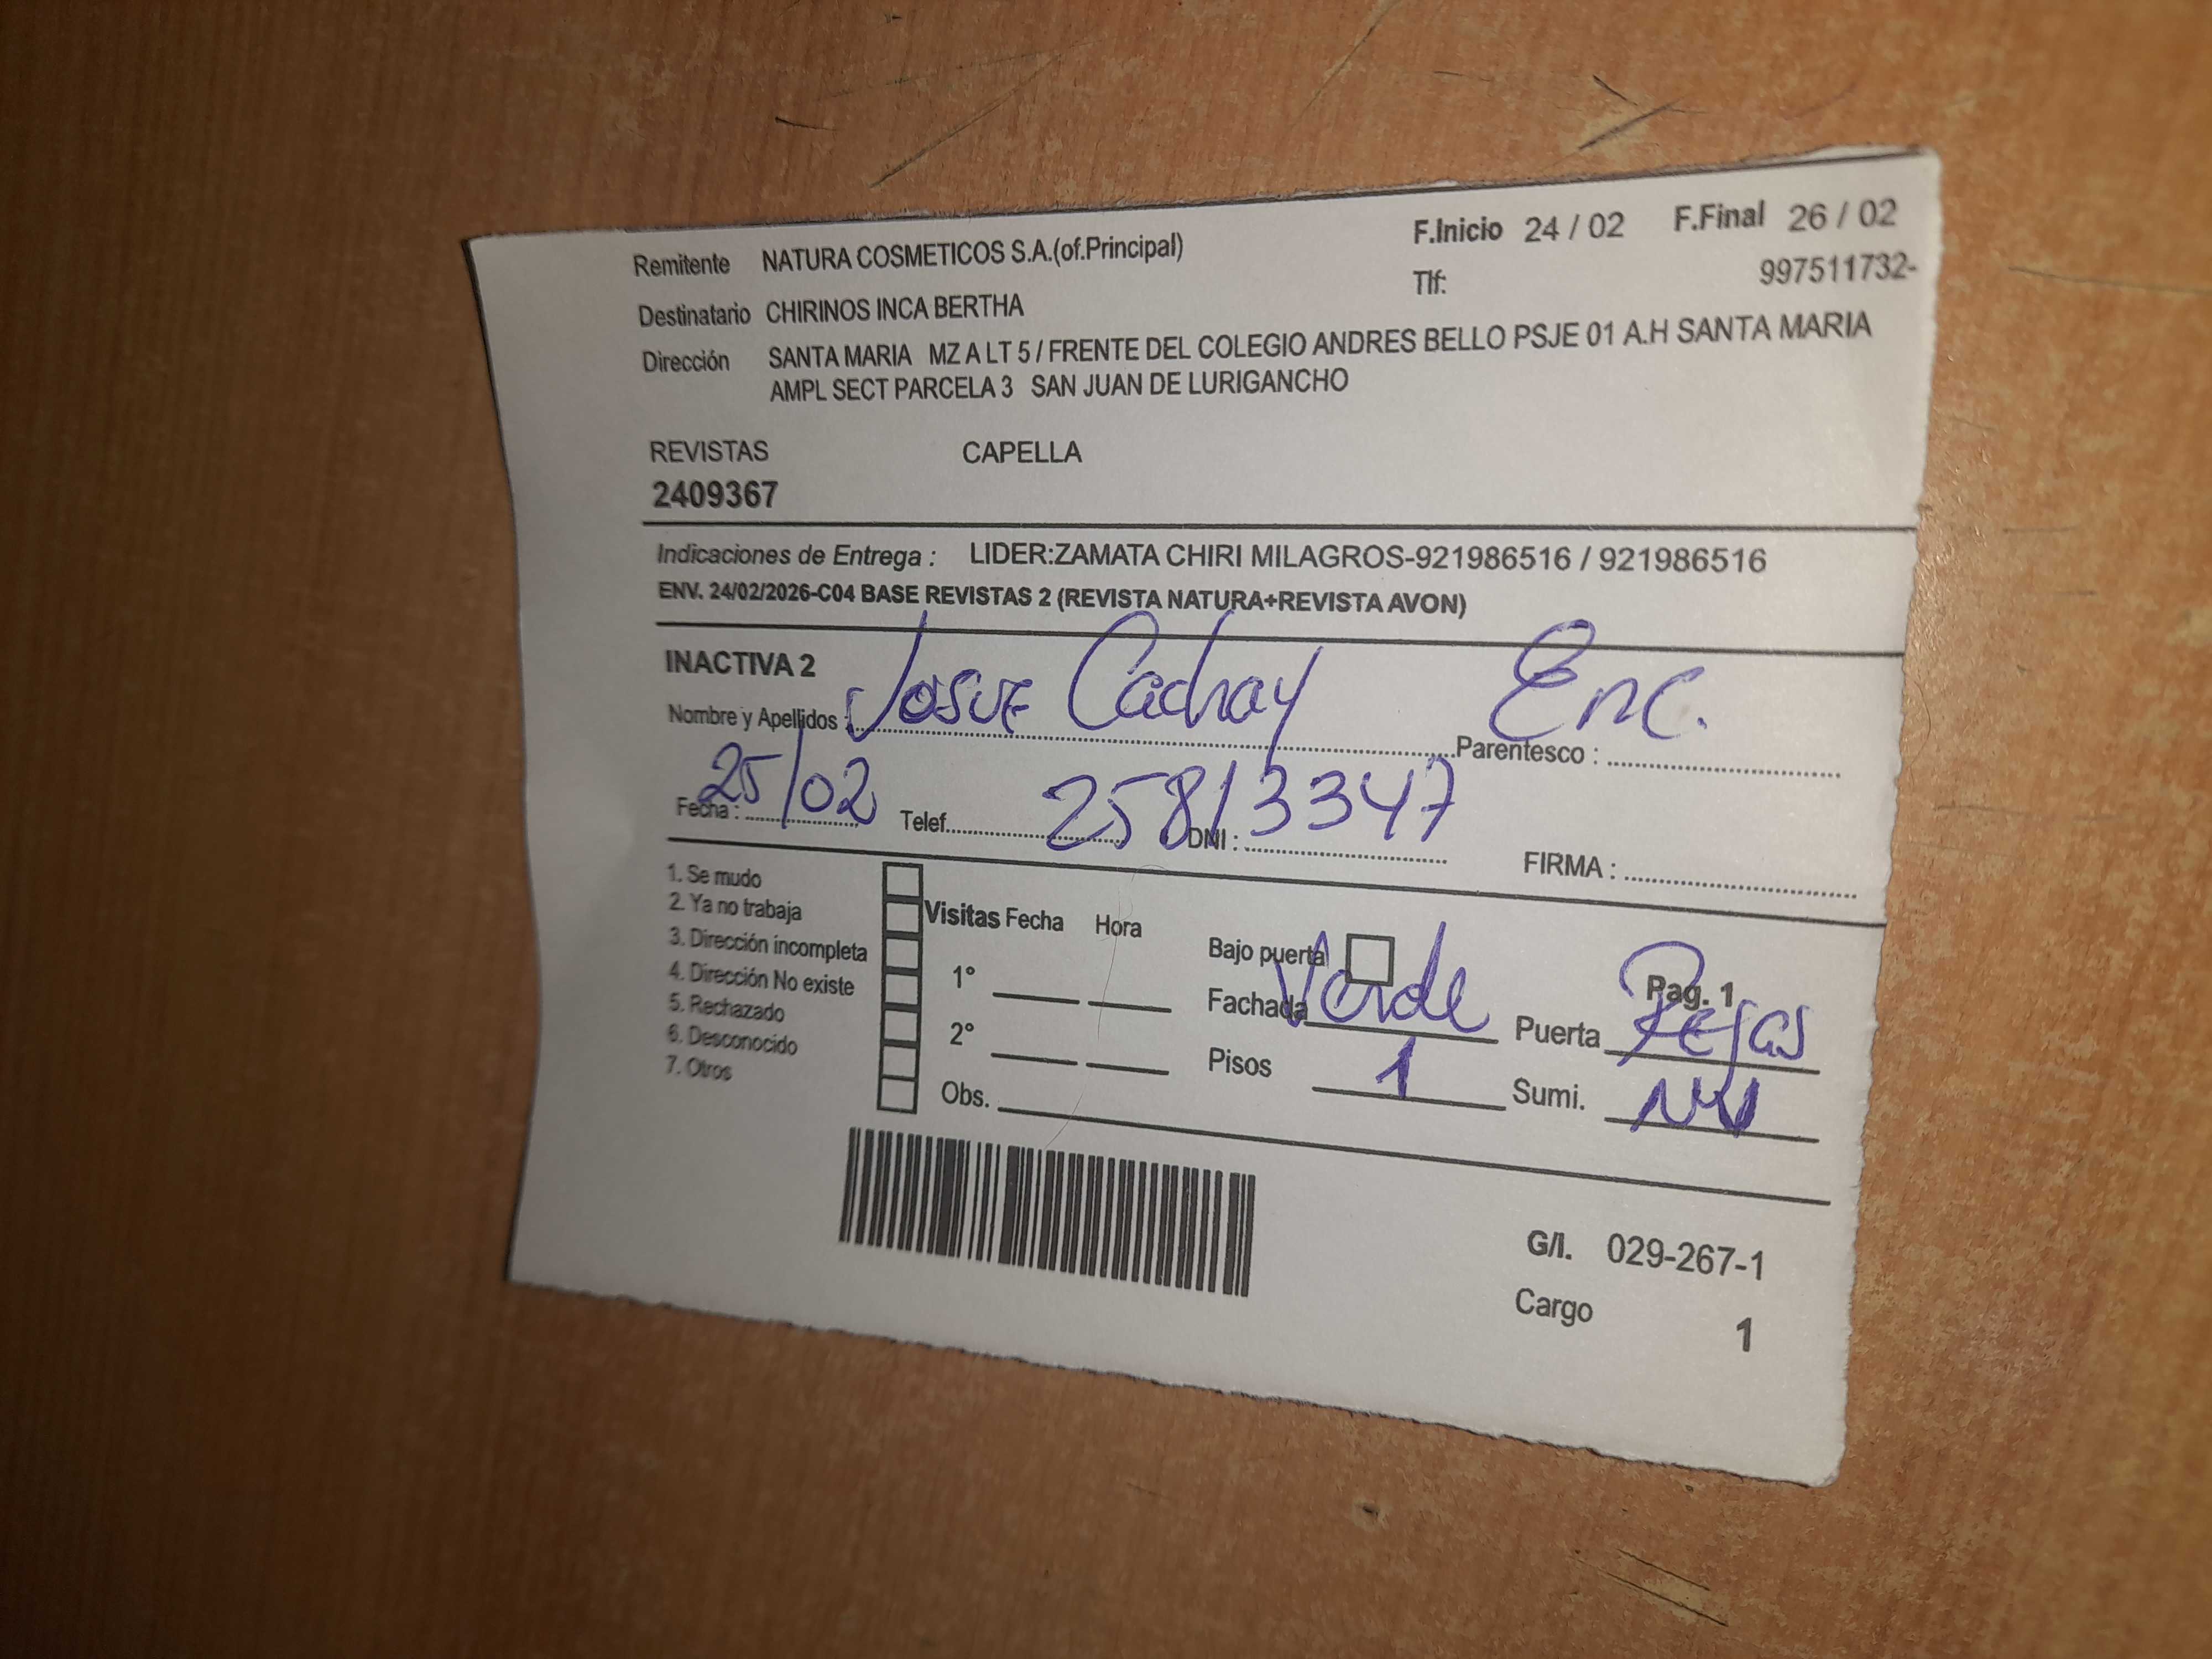 Remitente NATURA COSMETICOS S.A.(of.Principal) F.Inicio 24 / 02 F.Final 26 / 02
Destinatario CHIRINOS INCA BERTHA Tlf: 997511732-
Dirección SANTA MARIA MZ A LT 5 / FRENTE DEL COLEGIO ANDRES BELLO PSJE 01 A.H SANTA MARIA
AMPL SECT PARCELA 3 SAN JUAN DE LURIGANCHO
REVISTAS CAPELLA
2409367
Indicaciones de Entrega : LIDER:ZAMATA CHIRI MILAGROS-921986516 / 921986516
ENV. 24/02/2026-C04 BASE REVISTAS 2 (REVISTA NATURA+REVISTA AVON)
INACTIVA 2
Nombre y Apellidos : Josue Cachay Parentesco : Enc.
Fecha : 25/02 Telef. DNI : 25813347 FIRMA :
1. Se mudo
2. Ya no trabaja
3. Dirección incompleta
4. Dirección No existe
5. Rechazado
6. Desconocido
7. Otros
Visitas Fecha Hora
1°
2°
Obs.
Bajo puerta Pag. 1
Fachada Verde Puerta Rejas
Pisos 1 Sumi.
G/I. 029-267-1
Cargo 1